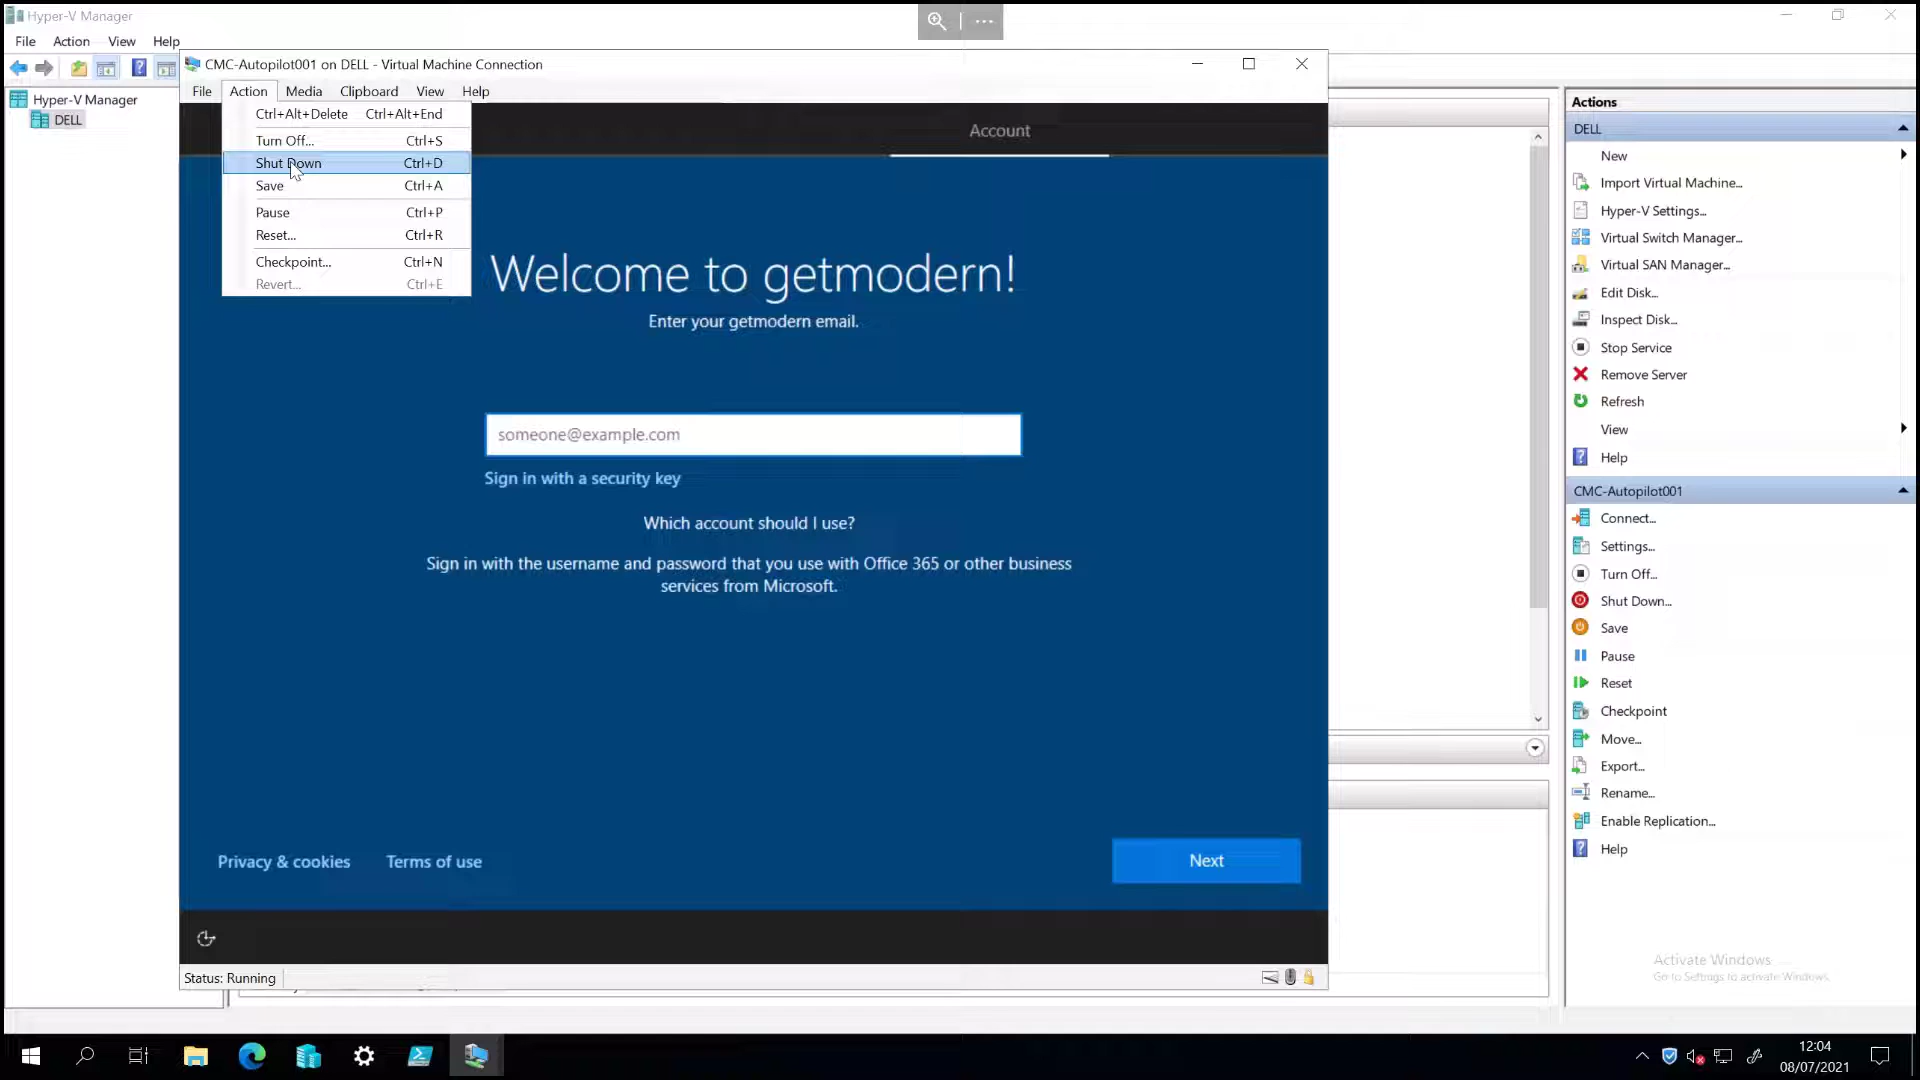 Hyper-V Manager
File Action View Help
CMC-Autopilot001 on DELL - Virtual Machine Connection
File Action Media Clipboard View Help
Hyper-V Manager
DELL
Ctrl+Alt+Delete Ctrl+Alt+End
Turn Off... Ctrl+S
Shut Down Ctrl+D
Save Ctrl+A
Pause Ctrl+P
Reset... Ctrl+R
Checkpoint... Ctrl+N
Revert... Ctrl+E
Account
Welcome to getmodern!
Enter your getmodern email.
someone@example.com
Sign in with a security key
Which account should I use?
Sign in with the username and password that you use with Office 365 or other business
services from Microsoft.
Privacy & cookies Terms of use
Next
Status: Running
Actions
DELL
New
Import Virtual Machine...
Hyper-V Settings...
Virtual Switch Manager...
Virtual SAN Manager...
Edit Disk...
Inspect Disk...
Stop Service
Remove Server
Refresh
View
Help
CMC-Autopilot001
Connect...
Settings...
Turn Off...
Shut Down...
Save
Pause
Reset
Checkpoint
Move...
Export...
Rename...
Enable Replication...
Help
Activate Windows
Go to Settings to activate Windows.
12:04
08/07/2021